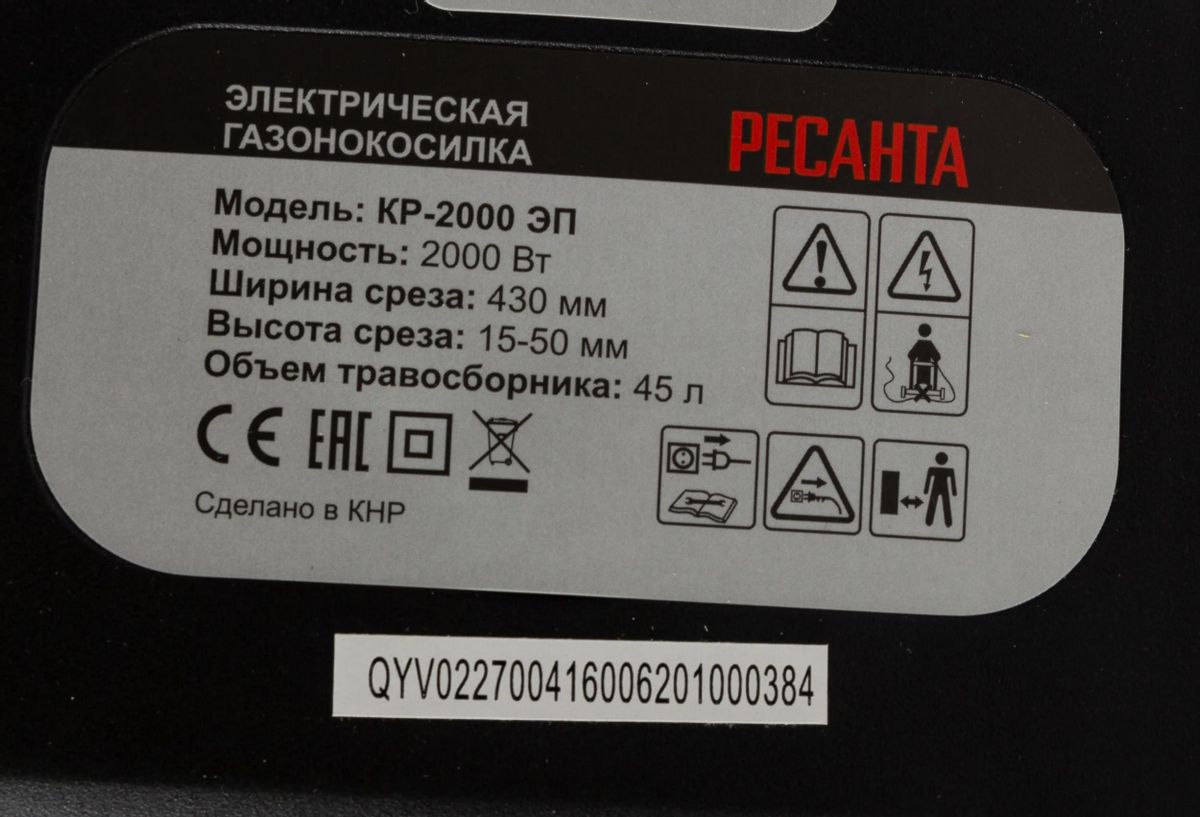 ЭЛЕКТРИЧЕСКАЯ
ГАЗОНОКОСИЛКА
РЕСАНТА
Модель: КР-2000 ЭП
Мощность: 2000 Вт
Ширина среза: 430 мм
Высота среза: 15-50 мм
Объем травосборника: 45 л
CE EAC
Сделано в КНР
QYV022700416006201000384